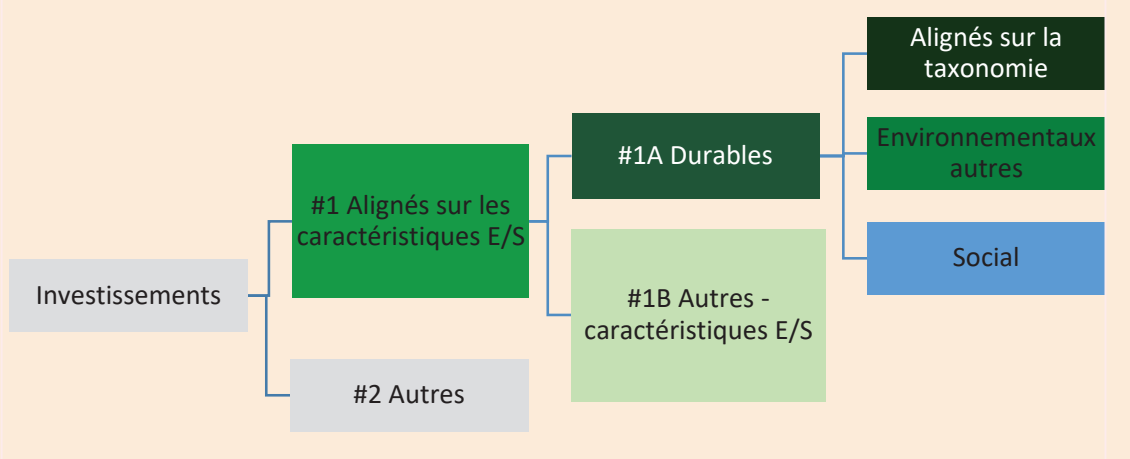 Investissements
#1 Alignés sur les
caractéristiques E/S
#2 Autres
#1A Durables
#1B Autres -
caractéristiques E/S
Alignés sur la
taxonomie
Environnementaux
autres
Social